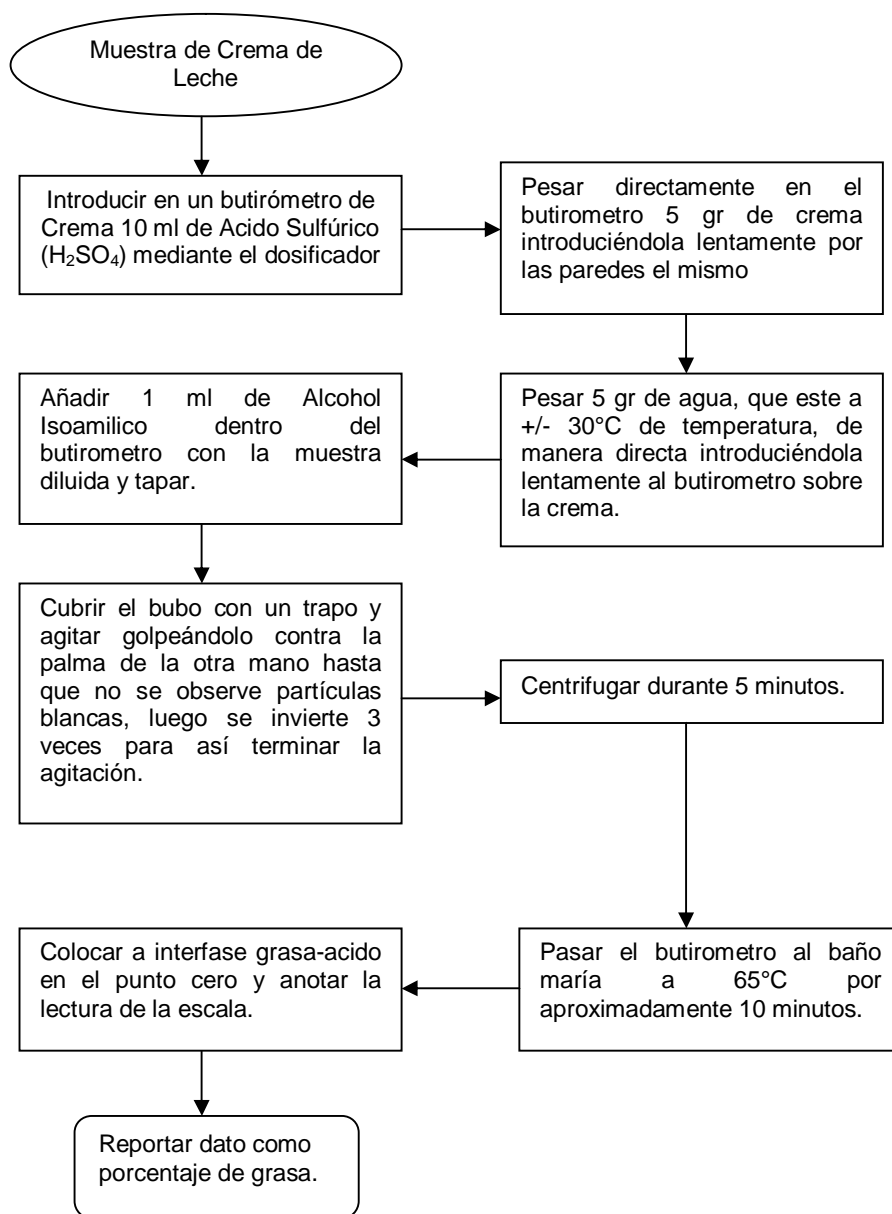 Muestra de Crema de
Leche
Introducir en un butirómetro de
Crema 10 ml de Acido Sulfúrico
(H₂SO₄) mediante el dosificador
Pesar directamente en el
butirometro 5 gr de crema
introduciéndola lentamente por
las paredes el mismo
Pesar 5 gr de agua, que este a
+/- 30°C de temperatura, de
manera directa introduciéndola
lentamente al butirometro sobre
la crema.
Añadir 1 ml de Alcohol
Isoamilico dentro del
butirometro con la muestra
diluida y tapar.
Cubrir el bubo con un trapo y
agitar golpeándolo contra la
palma de la otra mano hasta
que no se observe partículas
blancas, luego se invierte 3
veces para así terminar la
agitación.
Centrifugar durante 5 minutos.
Pasar el butirometro al baño
maría a 65°C por
aproximadamente 10 minutos.
Colocar a interfase grasa-acido
en el punto cero y anotar la
lectura de la escala.
Reportar dato como
porcentaje de grasa.